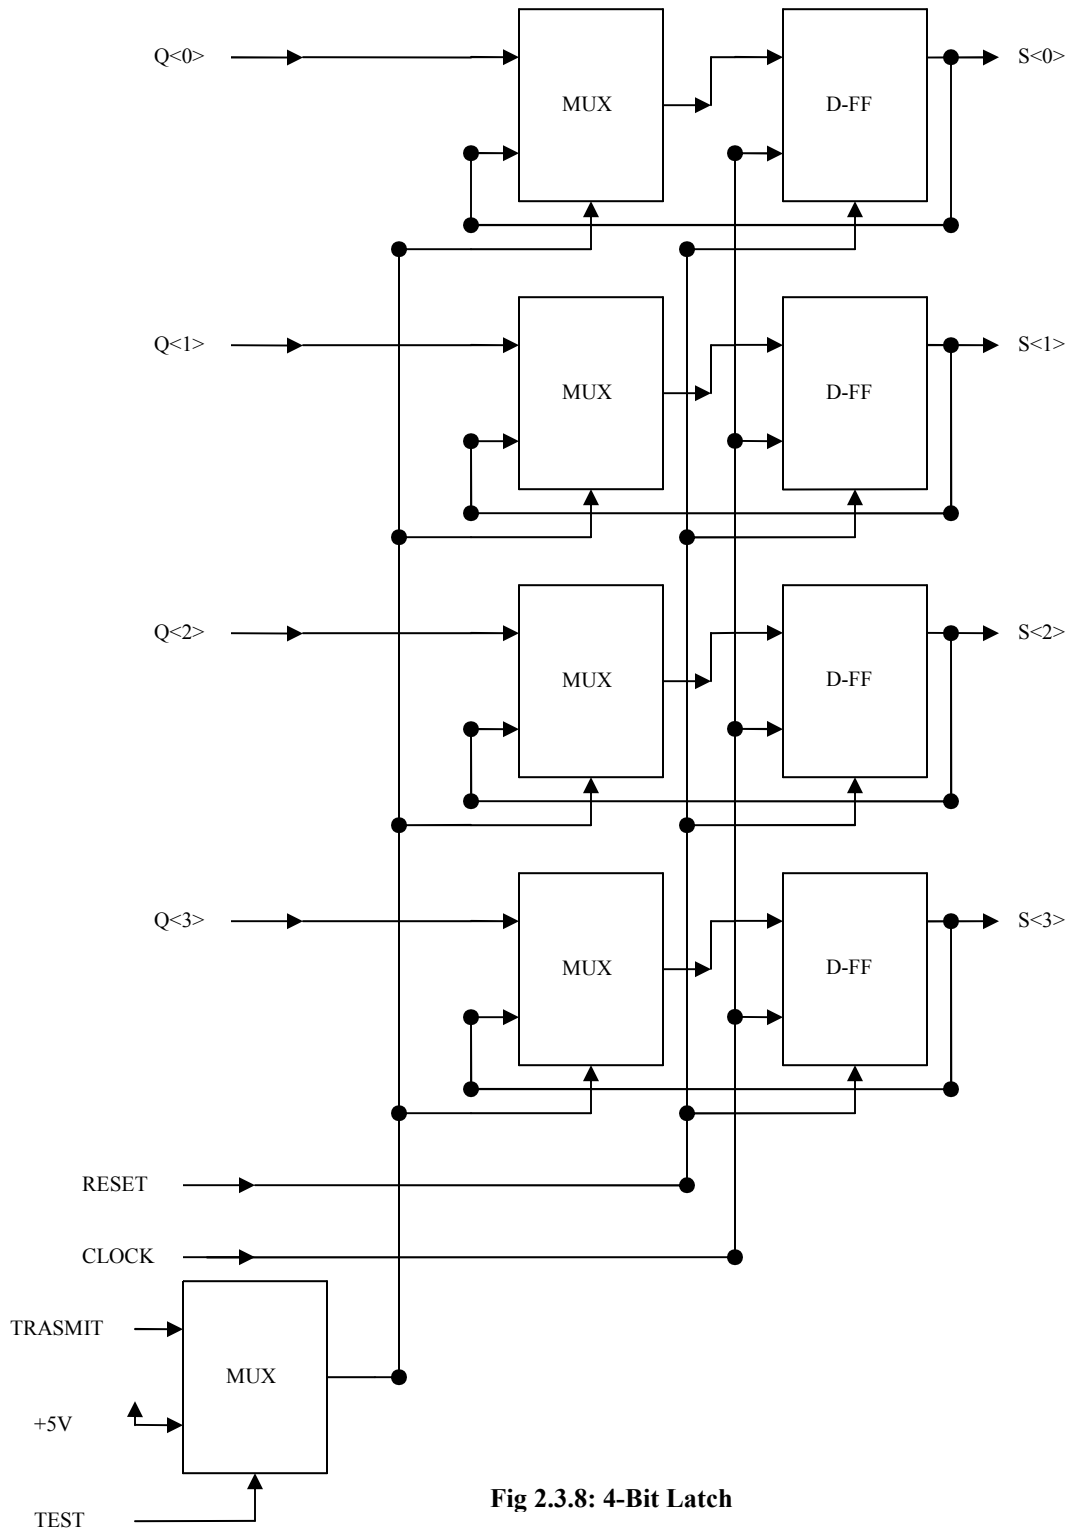 Q<0>
MUX
D-FF
S<0>
Q<1>
MUX
D-FF
S<1>
Q<2>
MUX
D-FF
S<2>
Q<3>
MUX
D-FF
S<3>
RESET
CLOCK
TRASMIT
MUX
+5V
TEST
Fig 2.3.8: 4-Bit Latch